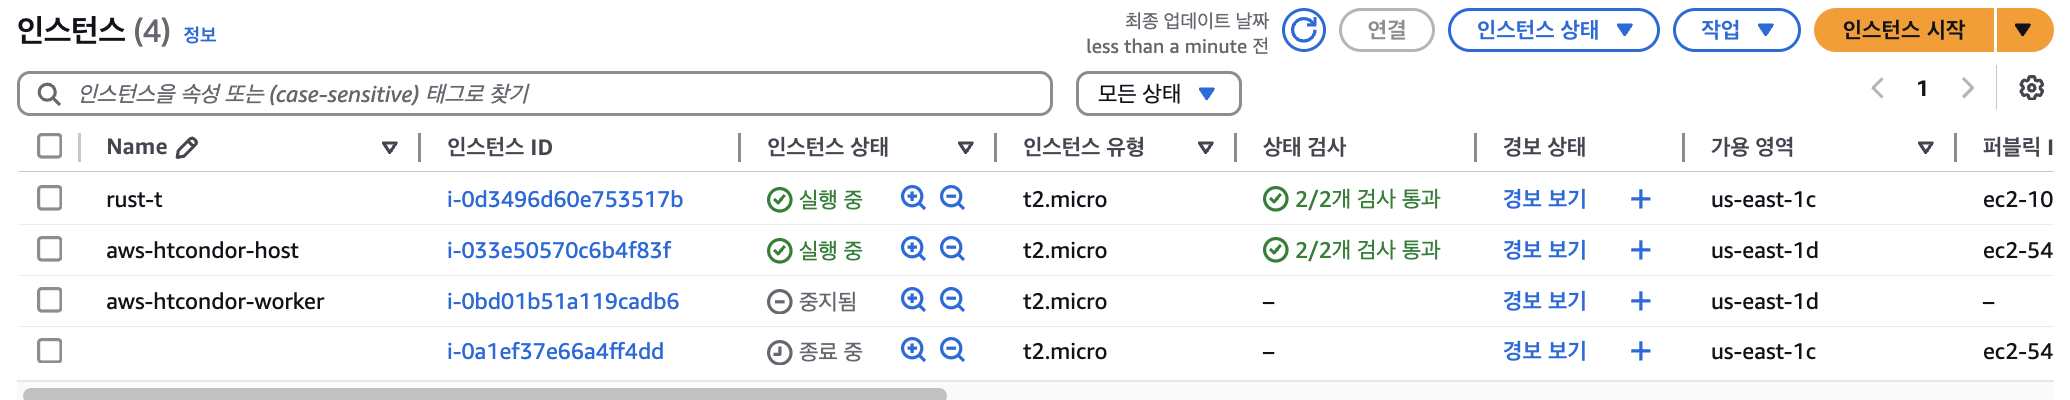 인스턴스 (4) 정보
최종 업데이트 날짜
less than a minute 전
연결
인스턴스 상태
작업
인스턴스 시작
인스턴스을 속성 또는 (case-sensitive) 태그로 찾기
모든 상태
1
Name 인스턴스 ID 인스턴스 상태 인스턴스 유형 상태 검사 경보 상태 가용 영역 퍼블릭 I
rust-t i-0d3496d60e753517b 실행 중 t2.micro 2/2개 검사 통과 경보 보기 + us-east-1c ec2-10
aws-htcondor-host i-033e50570c6b4f83f 실행 중 t2.micro 2/2개 검사 통과 경보 보기 + us-east-1d ec2-54
aws-htcondor-worker i-0bd01b51a119cadb6 중지됨 t2.micro – 경보 보기 + us-east-1d –
i-0a1ef37e66a4ff4dd 종료 중 t2.micro – 경보 보기 + us-east-1c ec2-54